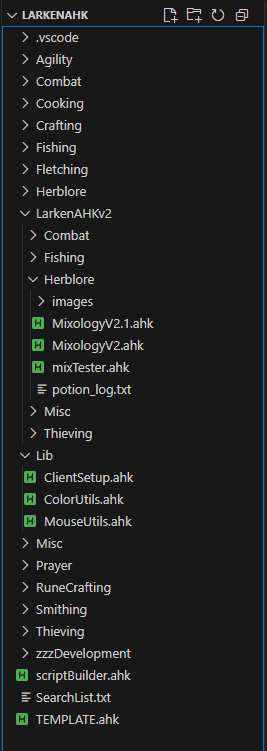 LARKENAHK
.vscode
Agility
Combat
Cooking
Crafting
Fishing
Fletching
Herblore
LarkenAHKv2
Combat
Fishing
Herblore
images
MixologyV2.1.ahk
MixologyV2.ahk
mixTester.ahk
potion_log.txt
Misc
Thieving
Lib
ClientSetup.ahk
ColorUtils.ahk
MouseUtils.ahk
Misc
Prayer
RuneCrafting
Smithing
Thieving
zzzDevelopment
scriptBuilder.ahk
SearchList.txt
TEMPLATE.ahk